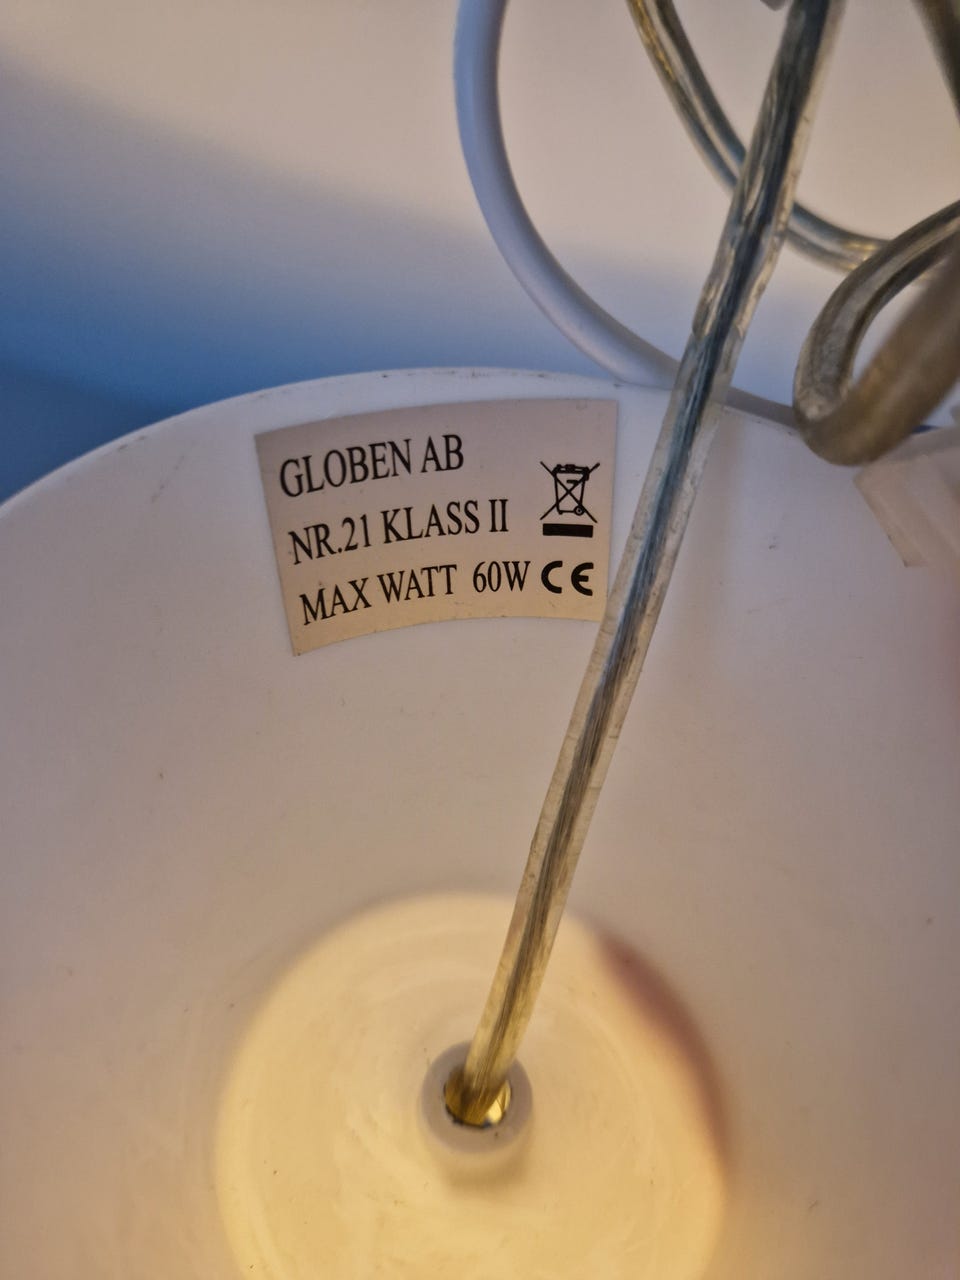 GLOBEN AB
NR.21 KLASS II
MAX WATT 60W CE